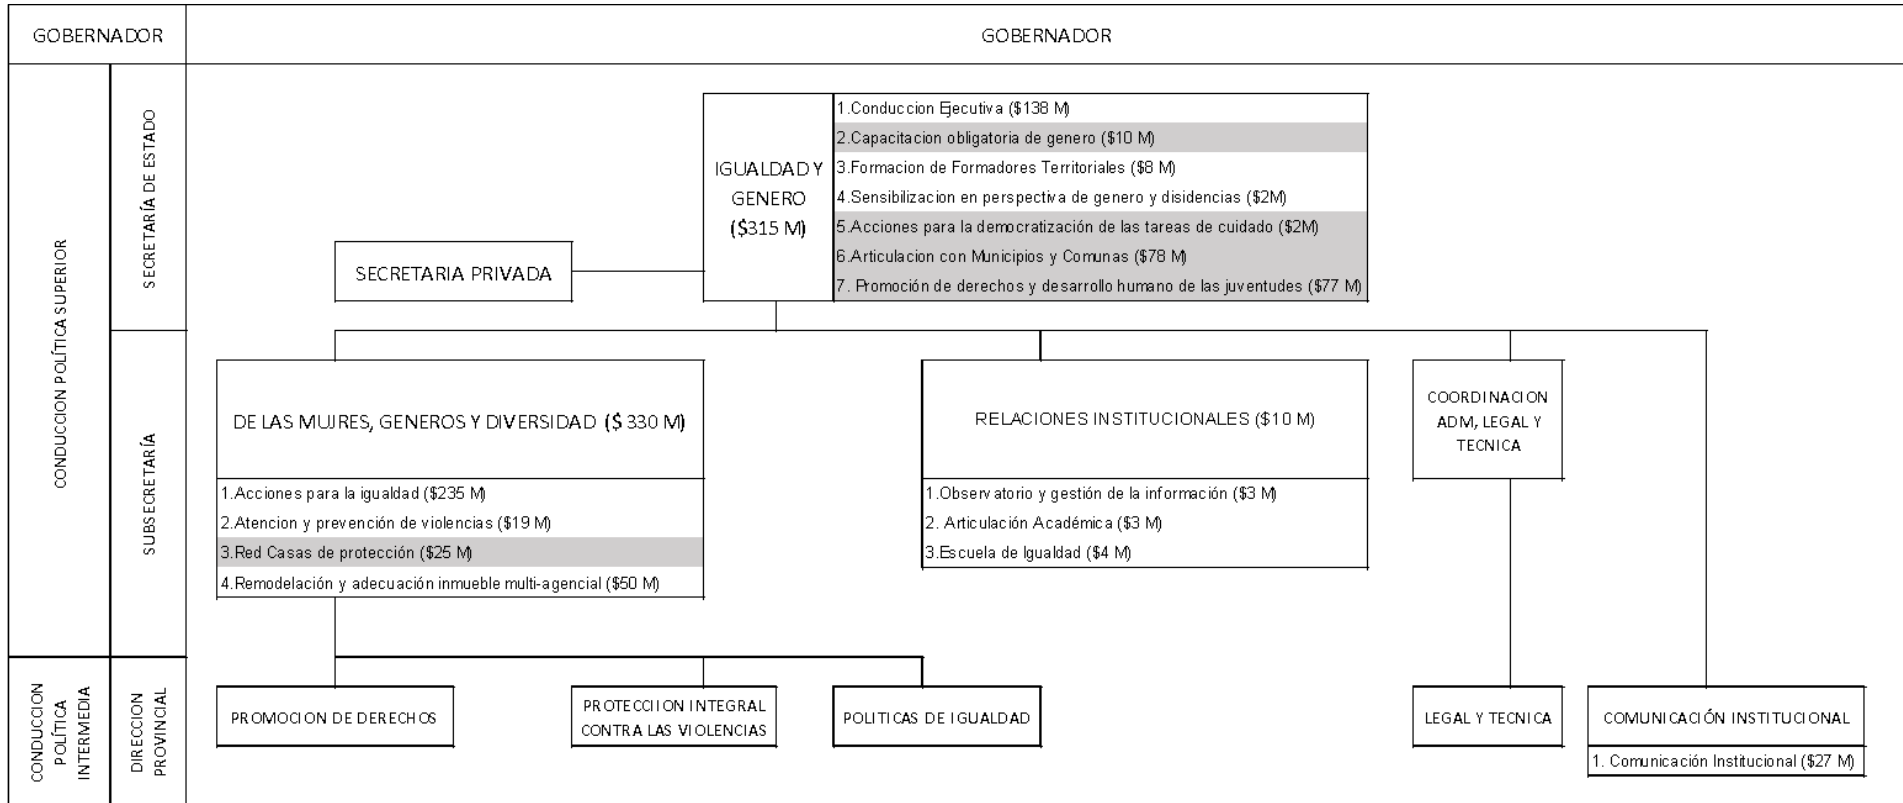 GOBERNADOR
GOBERNADOR
CONDUCCION POLÍTICA SUPERIOR
SECRETARÍA DE ESTADO
IGUALDAD Y
GENERO
($315 M)
1.Conduccion Ejecutiva ($138 M)
2.Capacitacion obligatoria de genero ($10 M)
3.Formacion de Formadores Territoriales ($8 M)
4.Sensibilizacion en perspectiva de genero y disidencias ($2M)
5.Acciones para la democratización de las tareas de cuidado ($2M)
6.Articulacion con Municipios y Comunas ($78 M)
7. Promoción de derechos y desarrollo humano de las juventudes ($77 M)
SECRETARIA PRIVADA
SUBSECRETARÍA
DE LAS MUJRES, GENEROS Y DIVERSIDAD ($ 330 M)
1.Acciones para la igualdad ($235 M)
2.Atencion y prevención de violencias ($19 M)
3.Red Casas de protección ($25 M)
4.Remodelación y adecuación inmueble multi-agencial ($50 M)
RELACIONES INSTITUCIONALES ($10 M)
1.Observatorio y gestión de la información ($3 M)
2. Articulación Académica ($3 M)
3.Escuela de Igualdad ($4 M)
COORDINACION
ADM, LEGAL Y
TECNICA
CONDUCCION
POLÍTICA
INTERMEDIA
DIRECCION
PROVINCIAL
PROMOCION DE DERECHOS
PROTECIION INTEGRAL
CONTRA LAS VIOLENCIAS
POLITICAS DE IGUALDAD
LEGAL Y TECNICA
COMUNICACIÓN INSTITUCIONAL
1. Comunicación Institucional ($27 M)